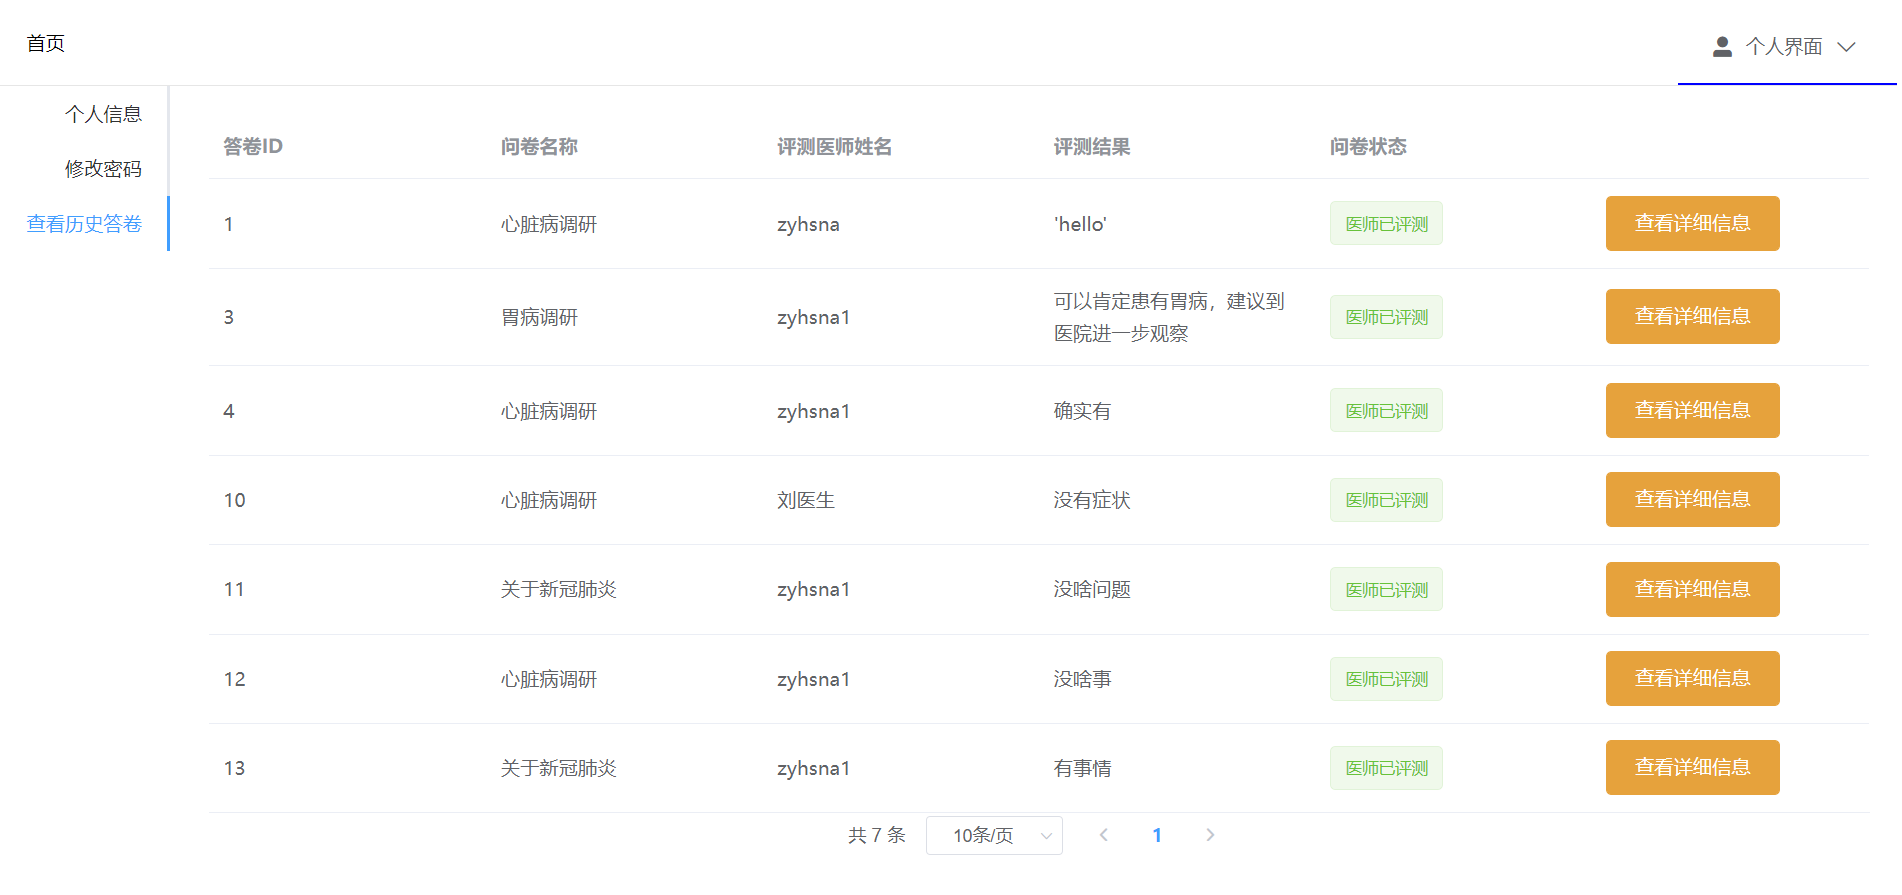 首页
个人界面
个人信息
修改密码
查看历史答卷
答卷ID 问卷名称 评测医师姓名 评测结果 问卷状态
1 心脏病调研 zyhsna 'hello' 医师已评测 查看详细信息
3 胃病调研 zyhsna1 可以肯定患有胃病，建议到
医院进一步观察 医师已评测 查看详细信息
4 心脏病调研 zyhsna1 确实有 医师已评测 查看详细信息
10 心脏病调研 刘医生 没有症状 医师已评测 查看详细信息
11 关于新冠肺炎 zyhsna1 没啥问题 医师已评测 查看详细信息
12 心脏病调研 zyhsna1 没啥事 医师已评测 查看详细信息
13 关于新冠肺炎 zyhsna1 有事情 医师已评测 查看详细信息
共 7 条 10条/页 1